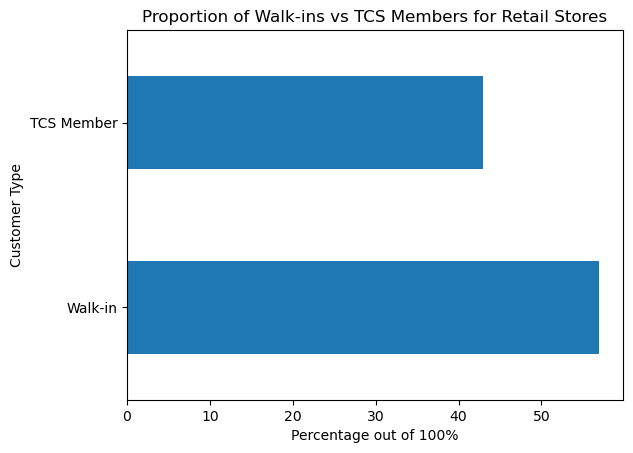 Proportion of Walk-ins vs TCS Members for Retail Stores
Customer Type
TCS Member
Walk-in
0 10 20 30 40 50
Percentage out of 100%